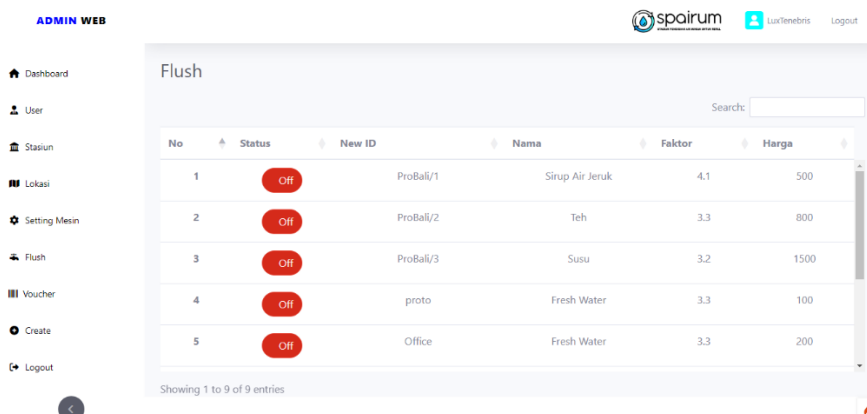 ADMIN WEB
spairum
LuxTenebris
Logout
Dashboard
User
Stasiun
Lokasi
Setting Mesin
Flush
Voucher
Create
Logout
Flush
Search:
No Status New ID Nama Faktor Harga
1 Off ProBali/1 Sirup Air Jeruk 4.1 500
2 Off ProBali/2 Teh 3.3 800
3 Off ProBali/3 Susu 3.2 1500
4 Off proto Fresh Water 3.3 100
5 Off Office Fresh Water 3.3 200
Showing 1 to 9 of 9 entries